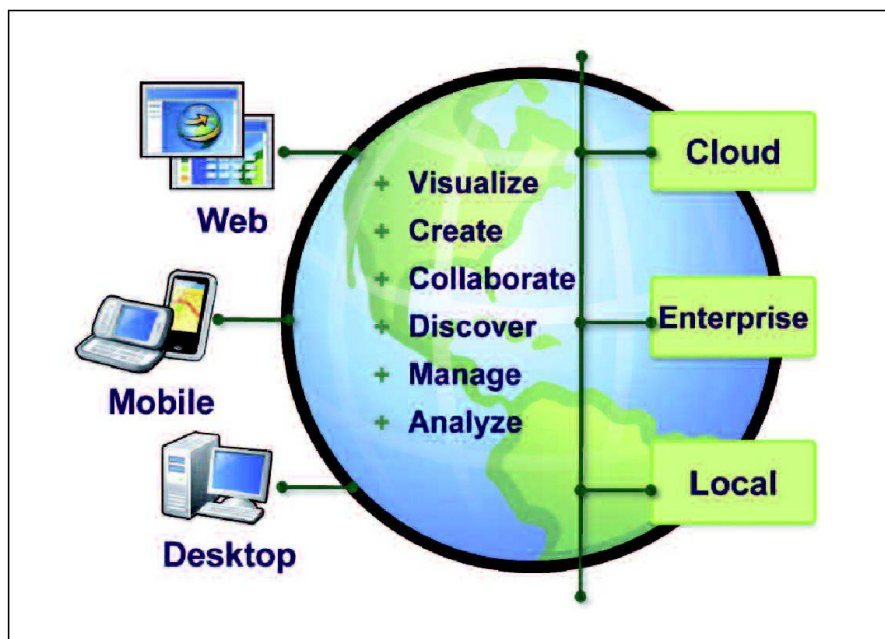 Web
Mobile
Desktop
Visualize
Create
Collaborate
Discover
Manage
Analyze
Cloud
Enterprise
Local